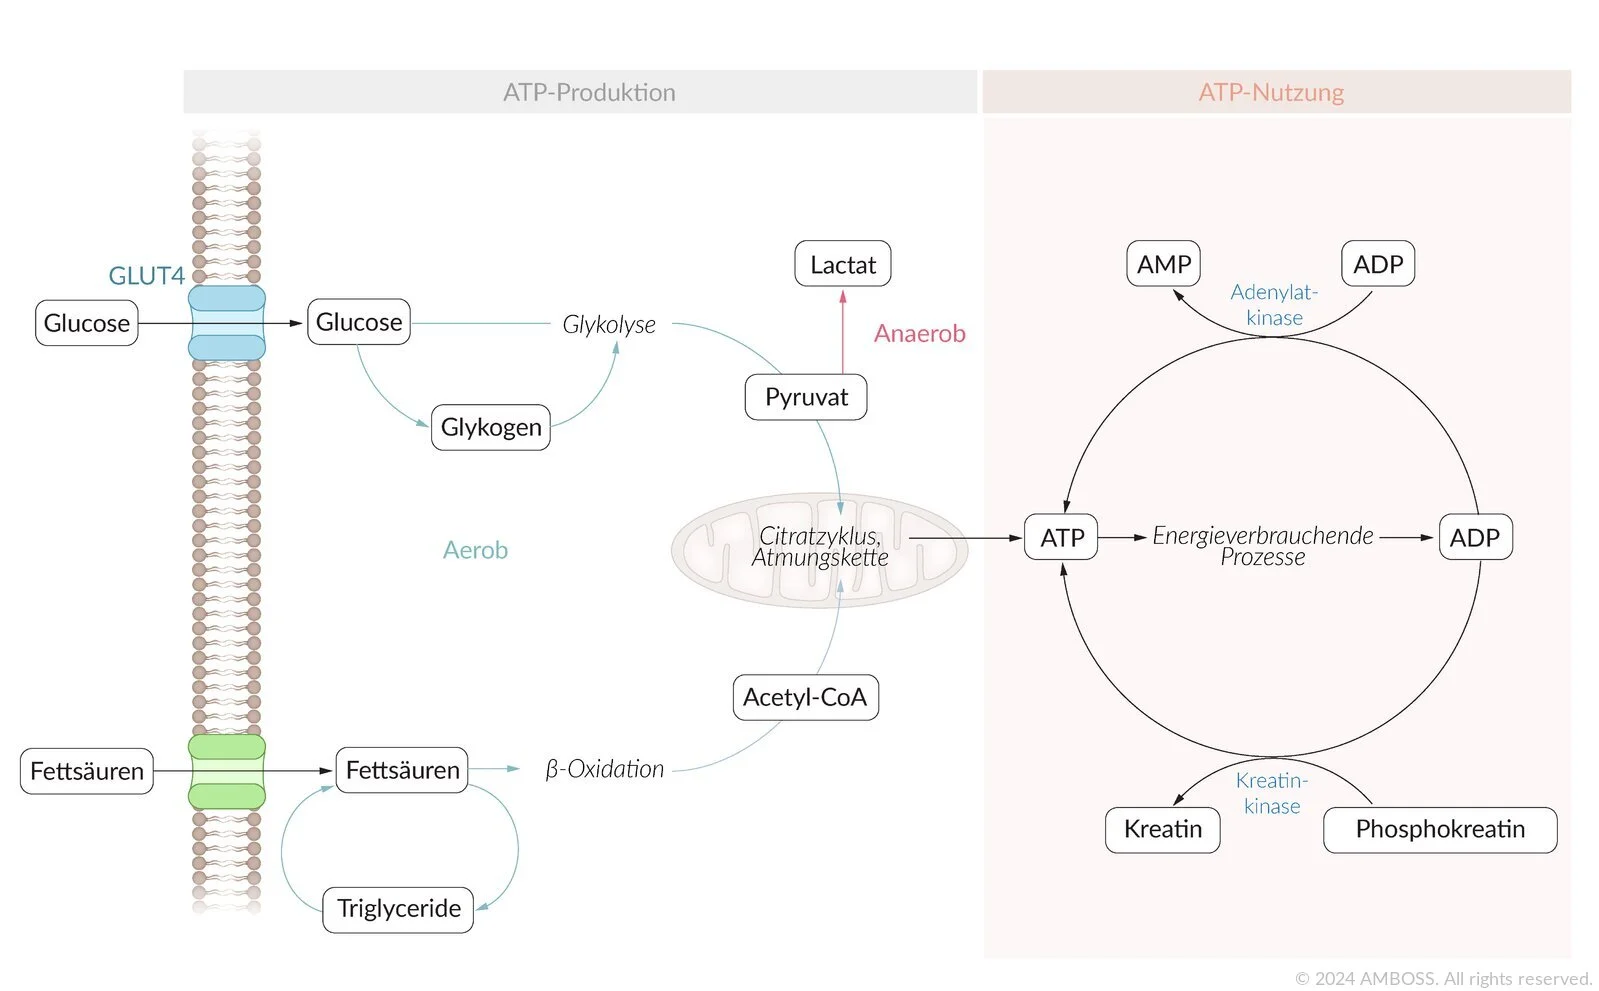 ATP-Produktion
ATP-Nutzung
GLUT4
Glucose
Glucose
Glykolyse
Glykogen
Lactat
Anaerob
Pyruvat
Aerob
Citratzyklus,
Atmungskette
Acetyl-CoA
Fettsäuren
Fettsäuren
β-Oxidation
Triglyceride
AMP
ADP
Adenylat-
kinase
ATP
Energieverbrauchende
Prozesse
ADP
Kreatin-
kinase
Kreatin
Phosphokreatin
© 2024 AMBOSS. All rights reserved.